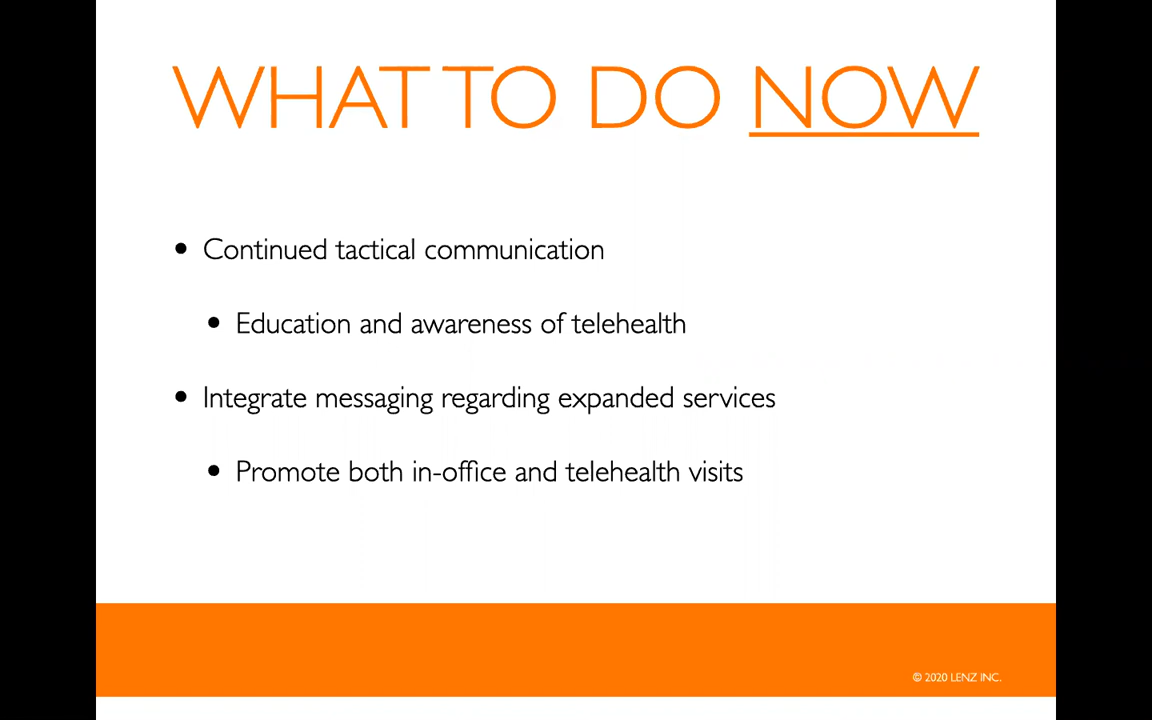 WHAT TO DO NOW
• Continued tactical communication
• Education and awareness of telehealth
• Integrate messaging regarding expanded services
• Promote both in-office and telehealth visits
© 2020 LENZ INC.